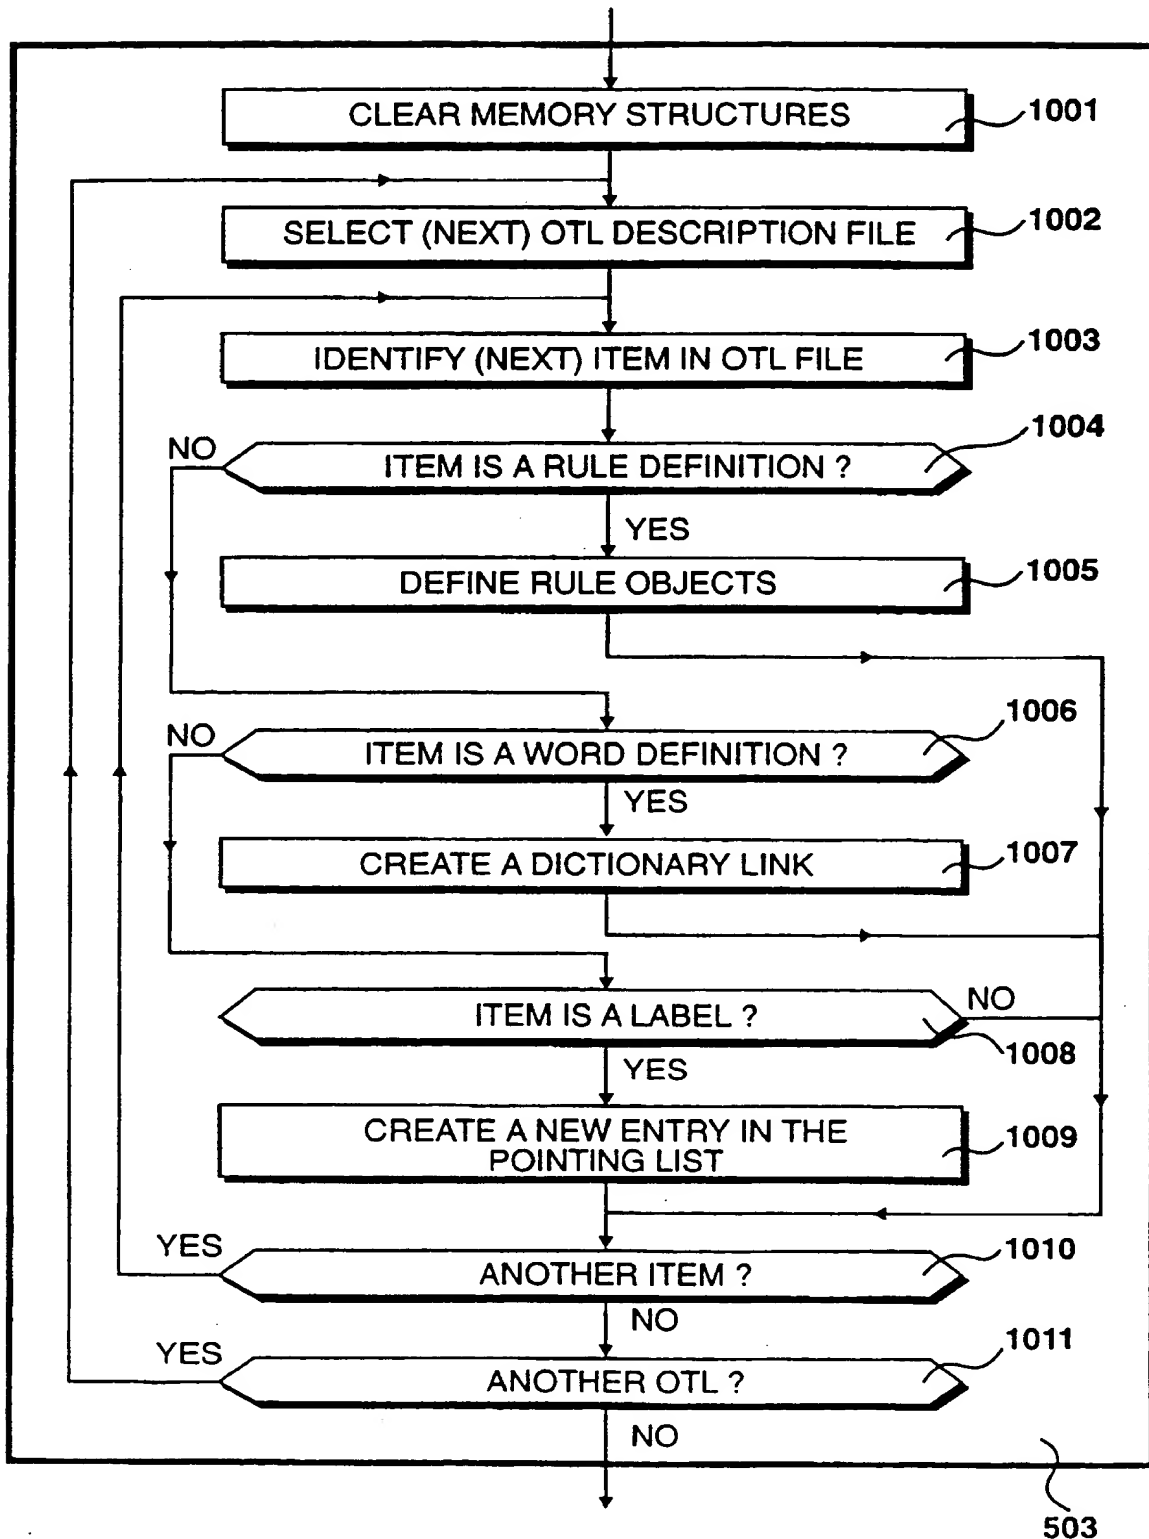 CLEAR MEMORY STRUCTURES
1001
SELECT (NEXT) OTL DESCRIPTION FILE
1002
IDENTIFY (NEXT) ITEM IN OTL FILE
1003
1004
NO
ITEM IS A RULE DEFINITION ?
YES
DEFINE RULE OBJECTS
1005
1006
NO
ITEM IS A WORD DEFINITION ?
YES
CREATE A DICTIONARY LINK
1007
ITEM IS A LABEL ?
NO
1008
YES
CREATE A NEW ENTRY IN THE
POINTING LIST
1009
YES
ANOTHER ITEM ?
1010
NO
YES
ANOTHER OTL ?
1011
NO
503